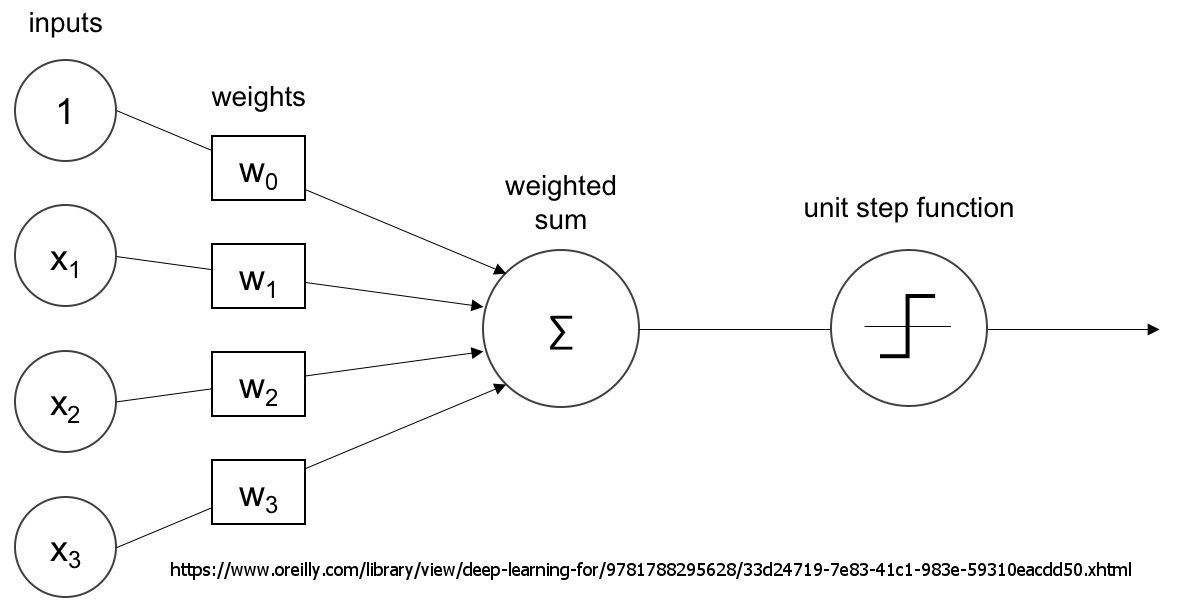 inputs
1
weights
w₀
x₁
w₁
x₂
w₂
x₃
w₃
weighted
sum
∑
unit step function
https://www.oreilly.com/library/view/deep-learning-for/9781788295628/33d24719-7e83-41c1-983e-59310eacdd50.xhtml